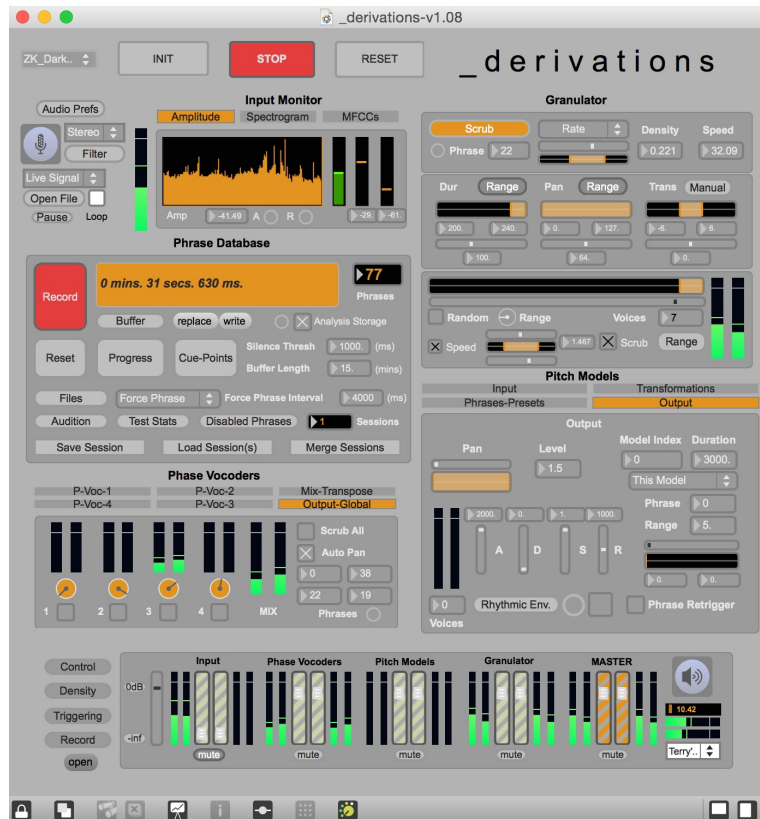 _derivations-v1.08
ZK_Dark..
INIT
STOP
RESET
_derivations
Audio Prefs
Stereo
Filter
Live Signal
Open File
Pause Loop
Input Monitor
Amplitude Spectrogram MFCCs
Amp -41.49 A R -29. -61.
Granulator
Scrub Rate Density Speed
Phrase 22 0.221 32.09
Dur Range Pan Range Trans Manual
200. 240. 0. 127. -6. 6.
100. 64. 0.
Random Range Voices 7
Speed 1.467 Scrub Range
Phrase Database
Record
0 mins. 31 secs. 630 ms.
77
Phrases
Buffer replace write Analysis Storage
Reset Progress Cue-Points
Silence Thresh 1000. (ms)
Buffer Length 15. (mins)
Files Force Phrase Force Phrase Interval 4000 (ms)
Audition Test Stats Disabled Phrases 1 Sessions
Save Session Load Session(s) Merge Sessions
Pitch Models
Input Transformations
Phrases-Presets Output
Output
Pan Level Model Index Duration
1.5 0 3000.
This Model
Phrase 0
Range 5.
2000. 0. 1. 1000.
A D S R
0. 0.
0 Rhythmic Env. Phrase Retrigger
Voices
Phase Vocoders
P-Voc-1 P-Voc-2 Mix-Transpose
P-Voc-4 P-Voc-3 Output-Global
Scrub All
Auto Pan
0 38
22 19
1 2 3 4 MIX Phrases
Control
Density
Triggering
Record
open
0dB
-inf
Input Phase Vocoders Pitch Models Granulator MASTER
mute mute mute mute mute
10.42
Terry'..